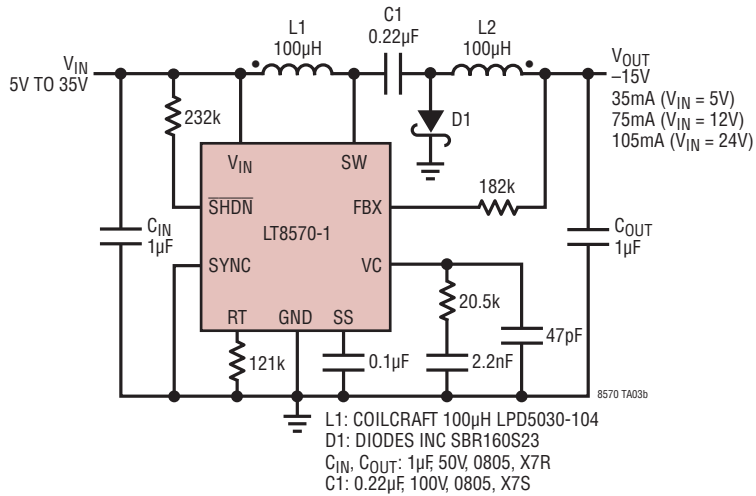 L1
100µH
C1
0.22µF
L2
100µH
VIN
5V TO 35V
VOUT
–15V
35mA (VIN = 5V)
75mA (VIN = 12V)
105mA (VIN = 24V)
232k
D1
VIN
SW
182k
SHDN
FBX
CIN
1µF
LT8570-1
COUT
1µF
SYNC
VC
20.5k
RT
GND
SS
47pF
121k
0.1µF
2.2nF
8570 TA03b
L1: COILCRAFT 100µH LPD5030-104
D1: DIODES INC SBR160S23
CIN, COUT: 1µF, 50V, 0805, X7R
C1: 0.22µF, 100V, 0805, X7S